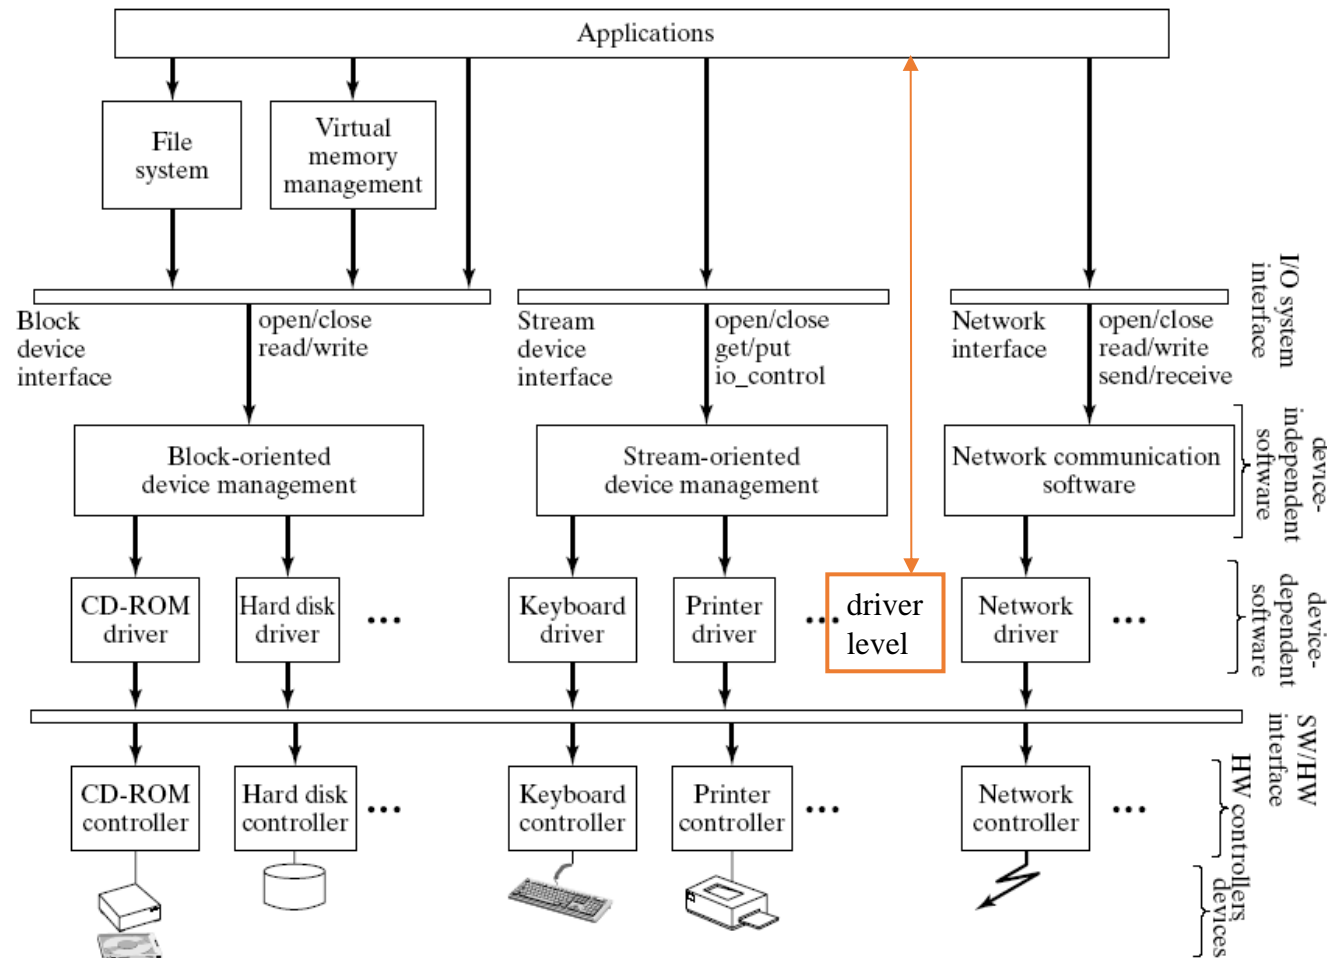 Applications
File
system
Virtual
memory
management
I/O system
interface
Block
device
interface
open/close
read/write
Stream
device
interface
open/close
get/put
io_control
Network
interface
open/close
read/write
send/receive
Block-oriented
device management
Stream-oriented
device management
Network communication
software
device-
independent
software
CD-ROM
driver
Hard disk
driver
...
Keyboard
driver
Printer
driver
...
driver
level
Network
driver
...
device-
dependent
software
SW/HW
interface
CD-ROM
controller
Hard disk
controller
...
Keyboard
controller
Printer
controller
...
Network
controller
...
HW controllers
devices